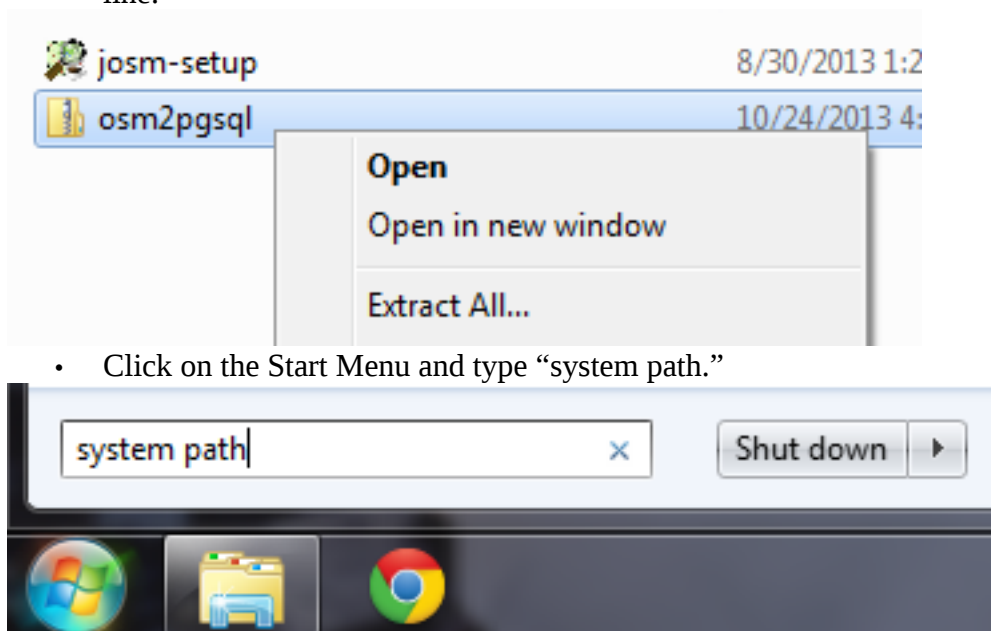 line.
josm-setup 8/30/2013 1:2
osm2pgsql 10/24/2013 4:
Open
Open in new window
Extract All...
• Click on the Start Menu and type “system path.”
system path × Shut down